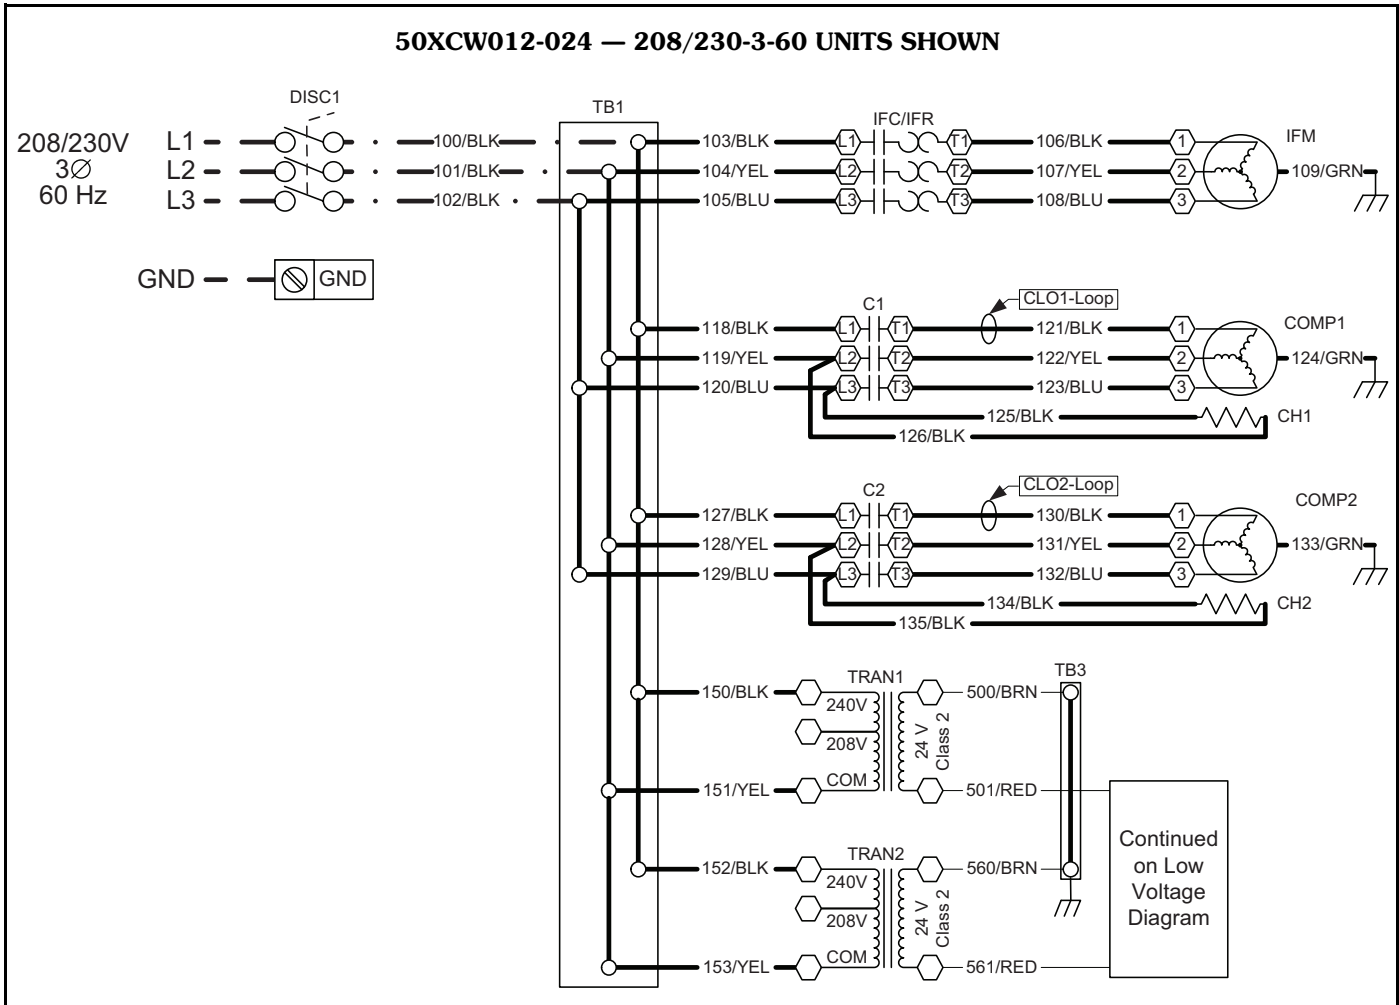 50XCW012-024 — 208/230-3-60 UNITS SHOWN
DISC1
TB1
IFC/IFR
IFM
208/230V
3Ø
60 Hz
L1
100/BLK
103/BLK
L1
T1
106/BLK
1
L2
101/BLK
104/YEL
L2
T2
107/YEL
2
109/GRN
L3
102/BLK
105/BLU
L3
T3
108/BLU
3
GND
GND
C1
CLO1-Loop
COMP1
118/BLK
L1
T1
121/BLK
1
119/YEL
L2
T2
122/YEL
2
124/GRN
120/BLU
L3
T3
123/BLU
3
125/BLK
CH1
126/BLK
C2
CLO2-Loop
COMP2
127/BLK
L1
T1
130/BLK
1
128/YEL
L2
T2
131/YEL
2
133/GRN
129/BLU
L3
T3
132/BLU
3
134/BLK
CH2
135/BLK
TRAN1
TB3
150/BLK
240V
208V
COM
24 V
Class 2
500/BRN
151/YEL
501/RED
TRAN2
152/BLK
240V
208V
COM
24 V
Class 2
560/BRN
153/YEL
561/RED
Continued
on Low
Voltage
Diagram